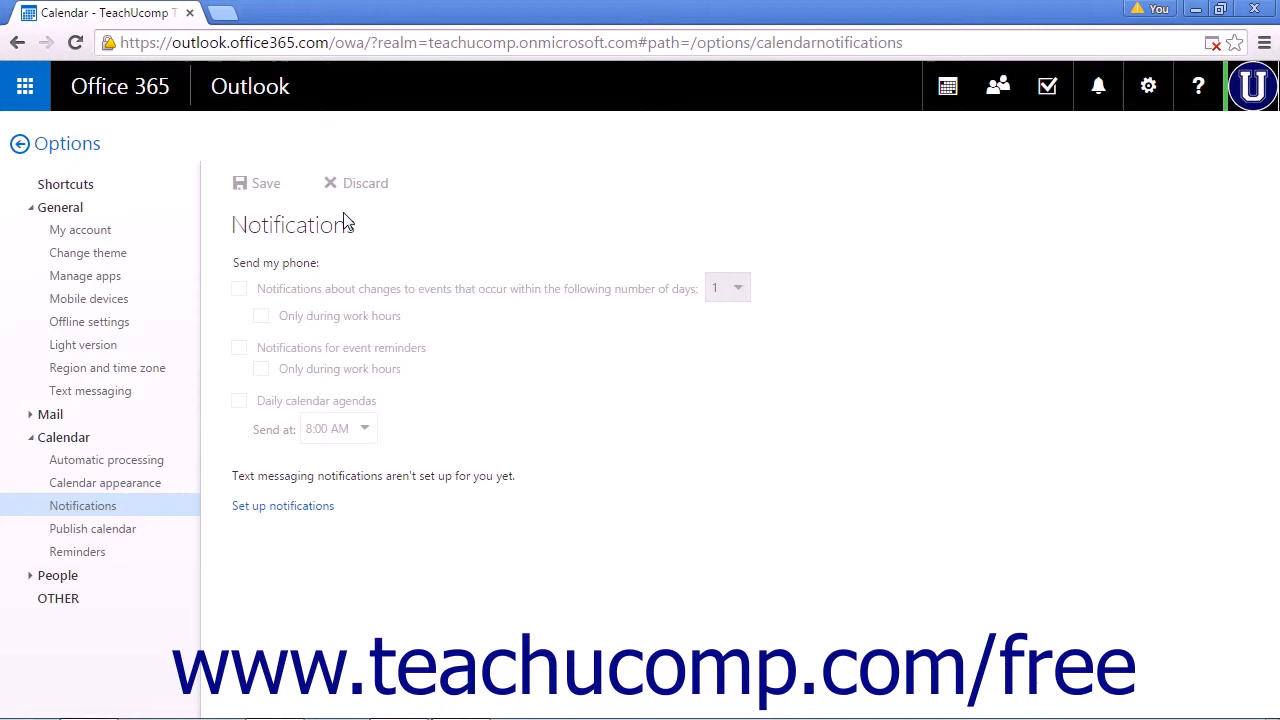 Calendar - TeachUcomp T
You
https://outlook.office365.com/owa/?realm=teachucomp.onmicrosoft.com#path=/options/calendarnotifications
Office 365 Outlook ? U
Options
Shortcuts
General
My account
Change theme
Manage apps
Mobile devices
Offline settings
Light version
Region and time zone
Text messaging
Mail
Calendar
Automatic processing
Calendar appearance
Notifications
Publish calendar
Reminders
People
OTHER
Save Discard
Notifications
Send my phone:
Notifications about changes to events that occur within the following number of days: 1
Only during work hours
Notifications for event reminders
Only during work hours
Daily calendar agendas
Send at: 8:00 AM
Text messaging notifications aren't set up for you yet.
Set up notifications
www.teachucomp.com/free